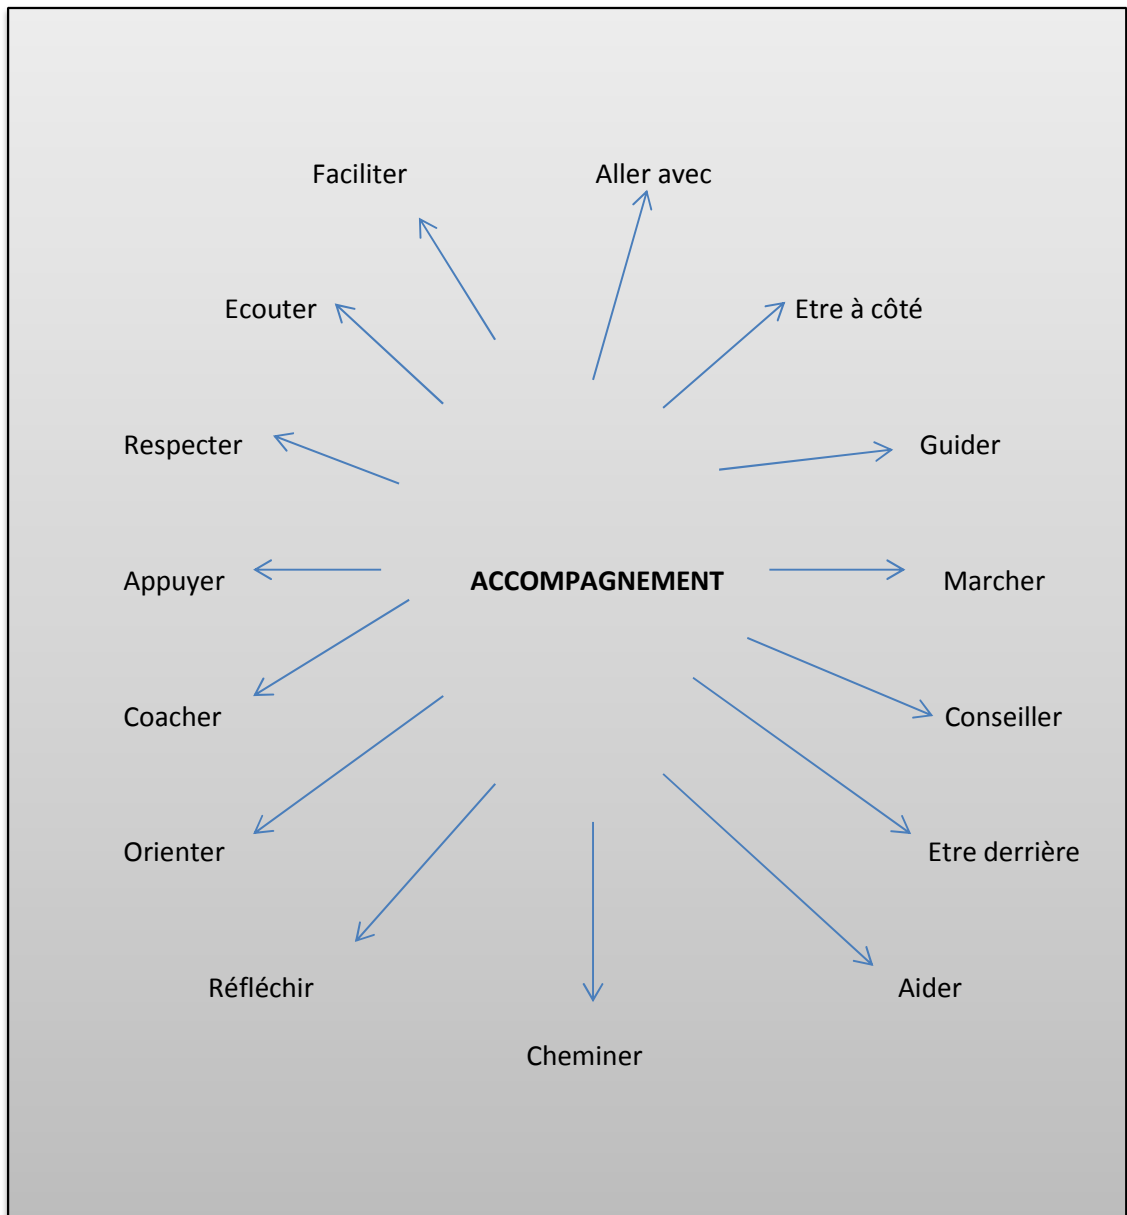 Faciliter
Aller avec
Ecouter
Etre à côté
Respecter
Guider
Appuyer
ACCOMPAGNEMENT
Marcher
Coacher
Conseiller
Orienter
Etre derrière
Réfléchir
Aider
Cheminer